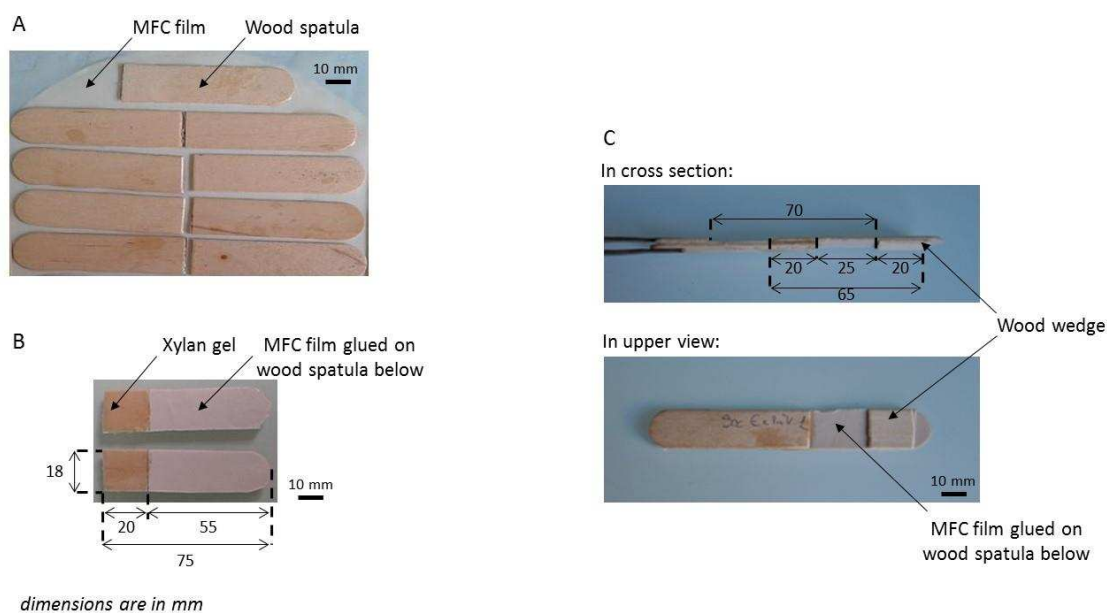 A
MFC film
Wood spatula
10 mm
B
Xylan gel
MFC film glued on
wood spatula below
18
10 mm
20
55
75
dimensions are in mm
C
In cross section:
70
20
25
20
65
Wood wedge
In upper view:
10 mm
MFC film glued on
wood spatula below